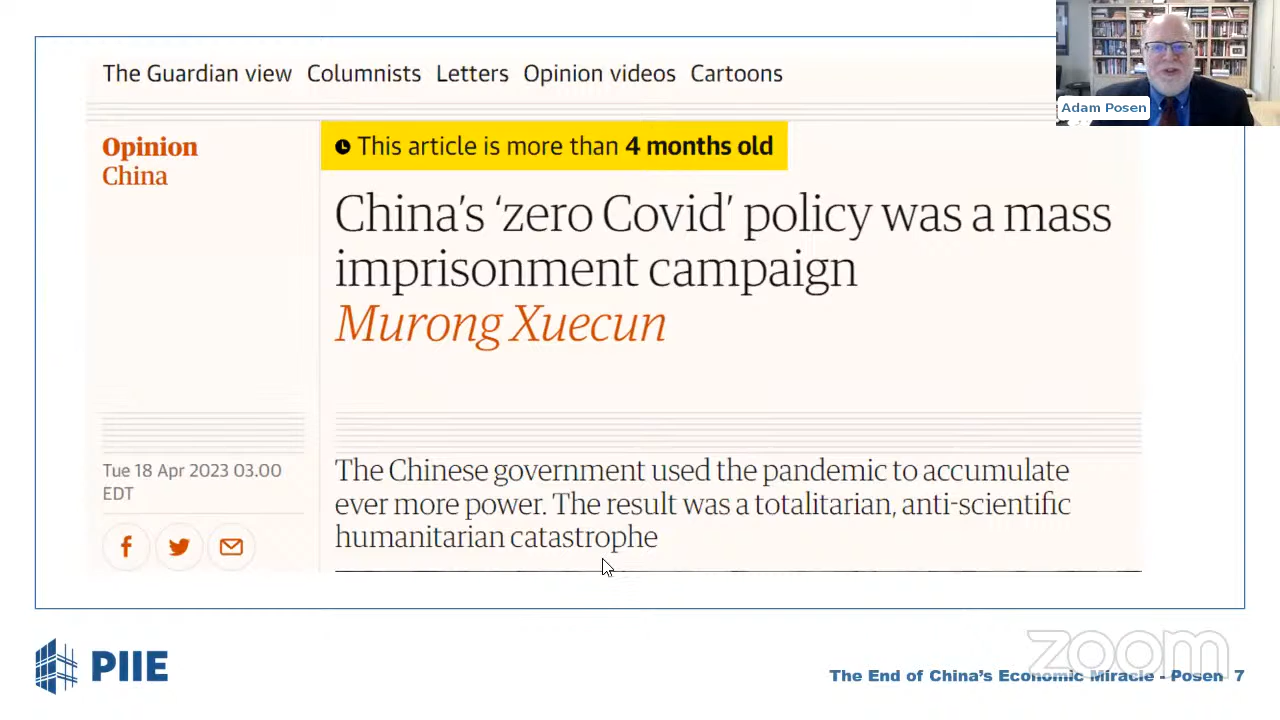 The Guardian view Columnists Letters Opinion videos Cartoons
Adam Posen
Opinion
China
This article is more than 4 months old
China's ‘zero Covid’ policy was a mass
imprisonment campaign
Murong Xuecun
Tue 18 Apr 2023 03.00
EDT
The Chinese government used the pandemic to accumulate
ever more power. The result was a totalitarian, anti-scientific
humanitarian catastrophe
PIIE
zoom
The End of China's Economic Miracle - Posen 7